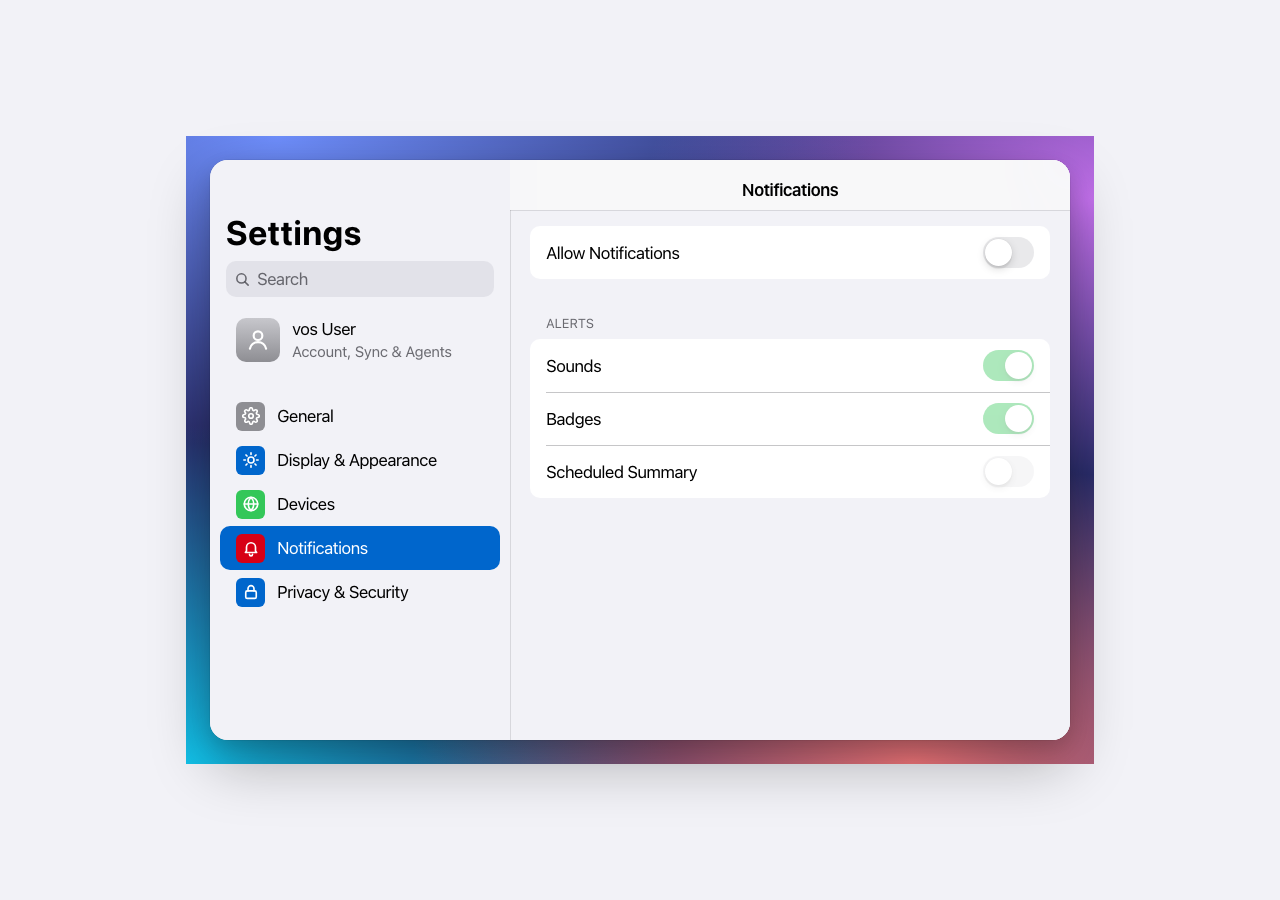 Settings
Search
vos User
Account, Sync & Agents
General
Display & Appearance
Devices
Notifications
Privacy & Security
Notifications
Allow Notifications
ALERTS
Sounds
Badges
Scheduled Summary